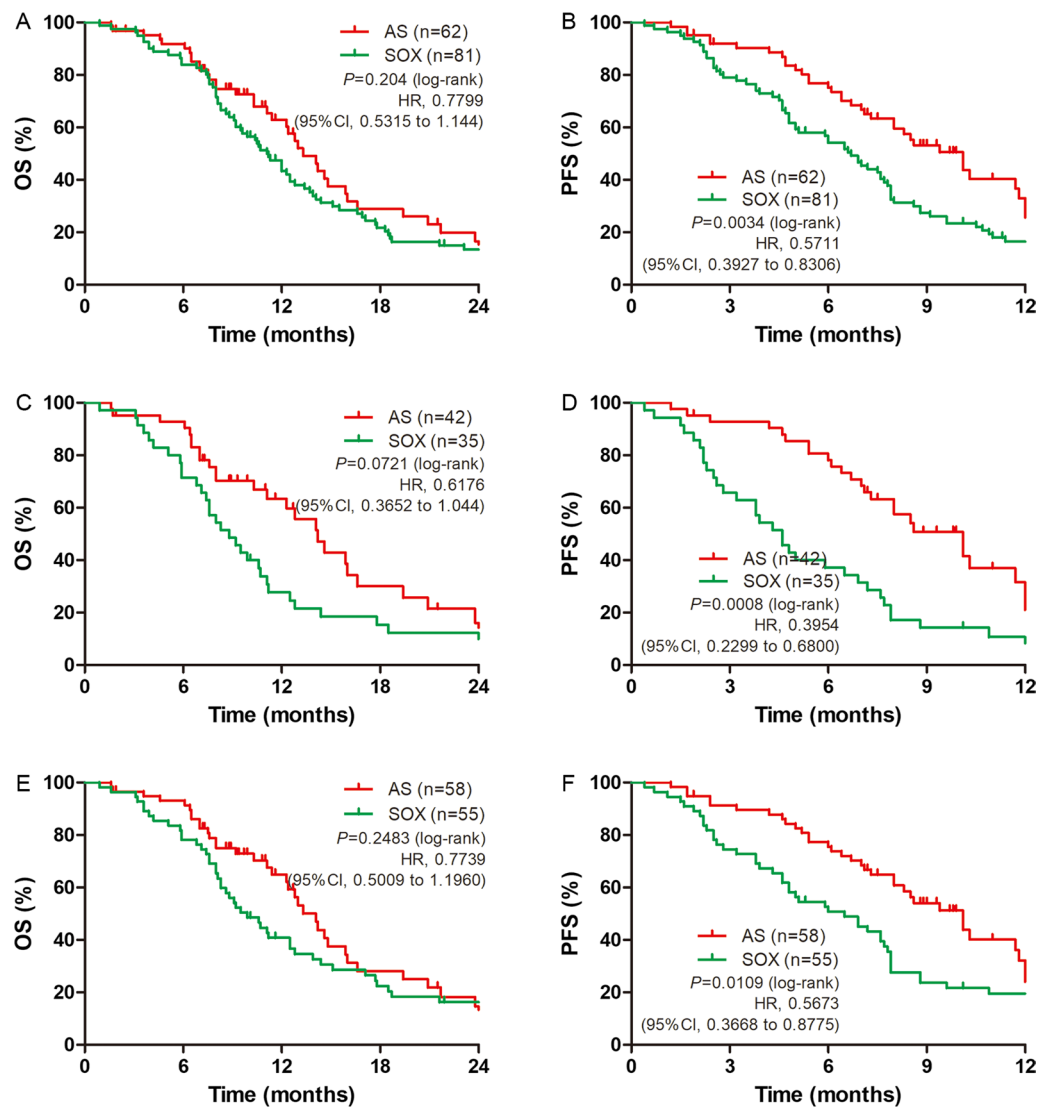 A
100
80
60
40
20
0
OS (%)
AS (n=62)
SOX (n=81)
P=0.204 (log-rank)
HR, 0.7799
(95%CI, 0.5315 to 1.144)
0 6 12 18 24
Time (months)
B
100
80
60
40
20
0
PFS (%)
AS (n=62)
SOX (n=81)
P=0.0034 (log-rank)
HR, 0.5711
(95%CI, 0.3927 to 0.8306)
0 3 6 9 12
Time (months)
C
100
80
60
40
20
0
OS (%)
AS (n=42)
SOX (n=35)
P=0.0721 (log-rank)
HR, 0.6176
(95%CI, 0.3652 to 1.044)
0 6 12 18 24
Time (months)
D
100
80
60
40
20
0
PFS (%)
AS (n=42)
SOX (n=35)
P=0.0008 (log-rank)
HR, 0.3954
(95%CI, 0.2299 to 0.6800)
0 3 6 9 12
Time (months)
E
100
80
60
40
20
0
OS (%)
AS (n=58)
SOX (n=55)
P=0.2483 (log-rank)
HR, 0.7739
(95%CI, 0.5009 to 1.1960)
0 6 12 18 24
Time (months)
F
100
80
60
40
20
0
PFS (%)
AS (n=58)
SOX (n=55)
P=0.0109 (log-rank)
HR, 0.5673
(95%CI, 0.3668 to 0.8775)
0 3 6 9 12
Time (months)